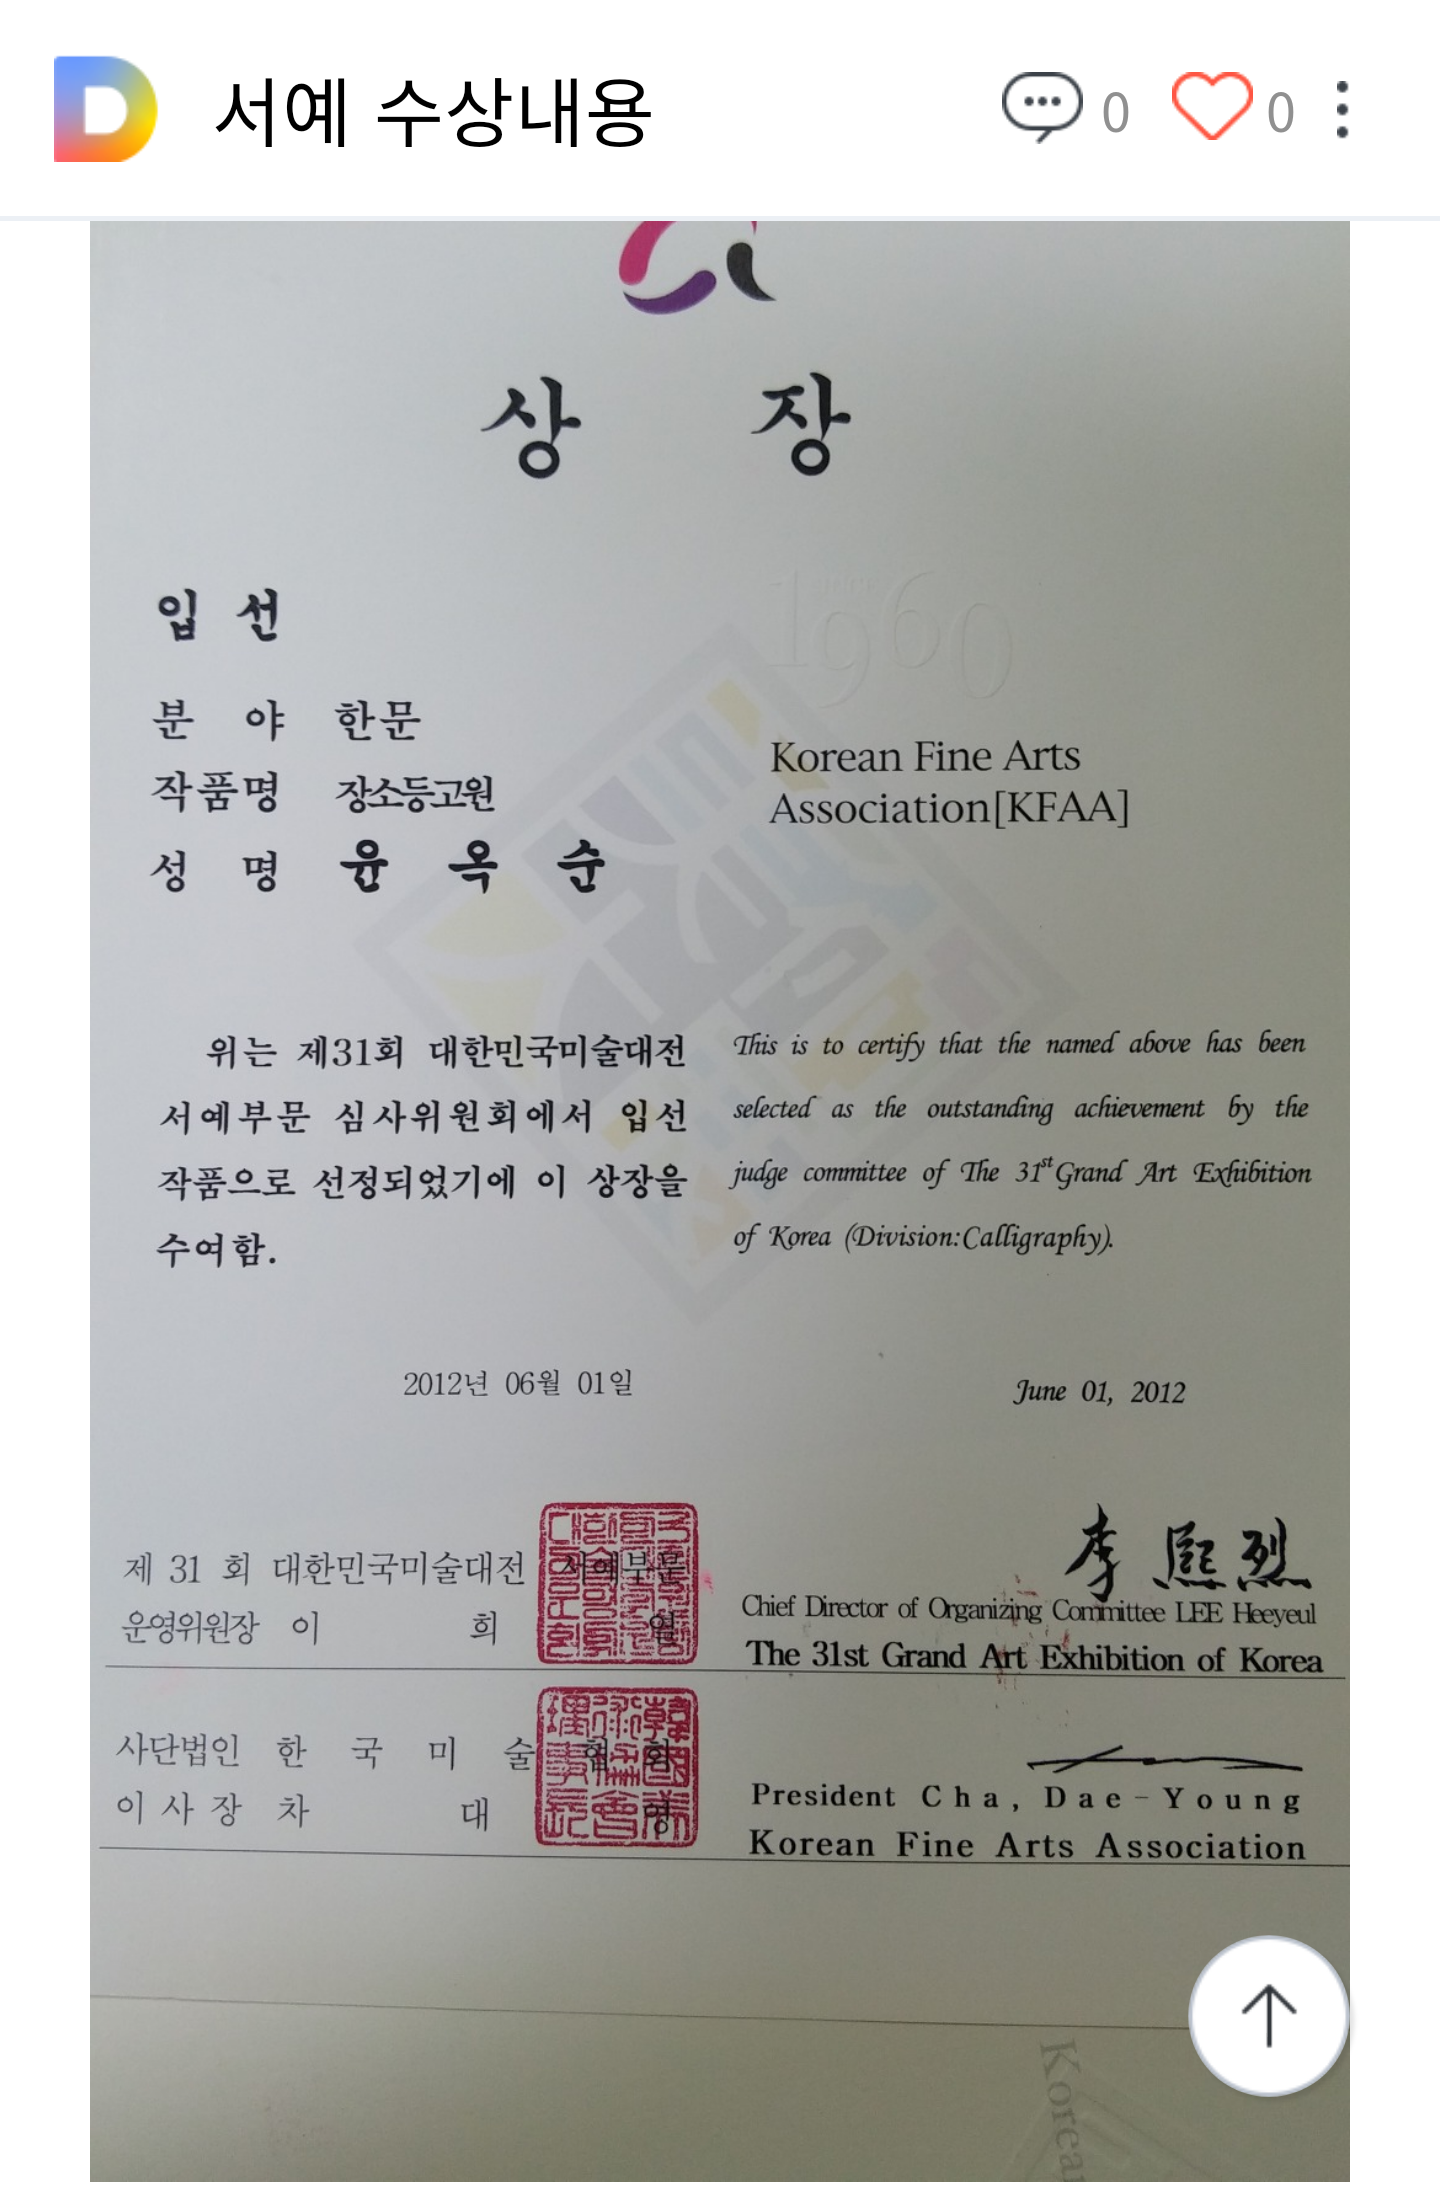 서예 수상내용
0
0
상 장
1960
입 선
분 야 한문
작품명 장소등고원
성 명 윤 옥 순
Korean Fine Arts
Association[KFAA]
위는 제31회 대한민국미술대전
서예부문 심사위원회에서 입선
작품으로 선정되었기에 이 상장을
수여함.
2012년 06월 01일
This is to certify that the named above has been
selected as the outstanding achievement by the
judge committee of The 31st Grand Art Exhibition
of Korea (Division:Calligraphy).
June 01, 2012
제 31 회 대한민국미술대전 서예부문
운영위원장 이 희 열
李熙烈
Chief Director of Organizing Committee LEE Heeyeul
The 31st Grand Art Exhibition of Korea
사단법인 한 국 미 술 협 회
이 사 장 차 대 영
President Cha, Dae-Young
Korean Fine Arts Association
Korean